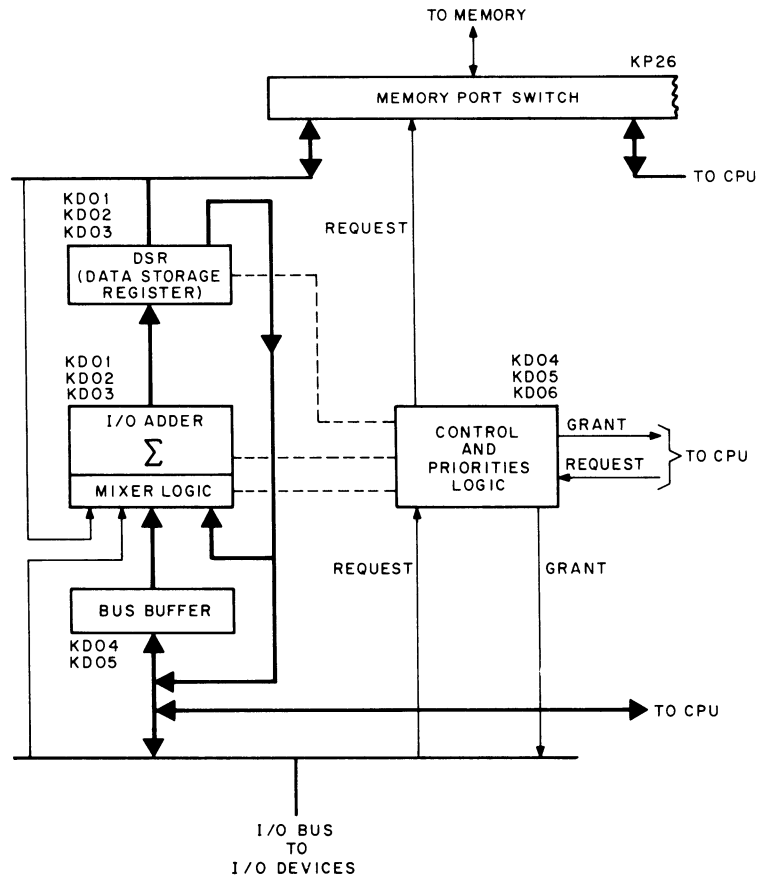 TO MEMORY
KP26
MEMORY PORT SWITCH
TO CPU
KD01
KD02
KD03
REQUEST
DSR
(DATA STORAGE
REGISTER)
KD01
KD02
KD03
KD04
KD05
KD06
I/O ADDER
Σ
MIXER LOGIC
CONTROL
AND
PRIORITIES
LOGIC
GRANT
REQUEST
TO CPU
REQUEST
GRANT
BUS BUFFER
KD04
KD05
TO CPU
I/O BUS
TO
I/O DEVICES